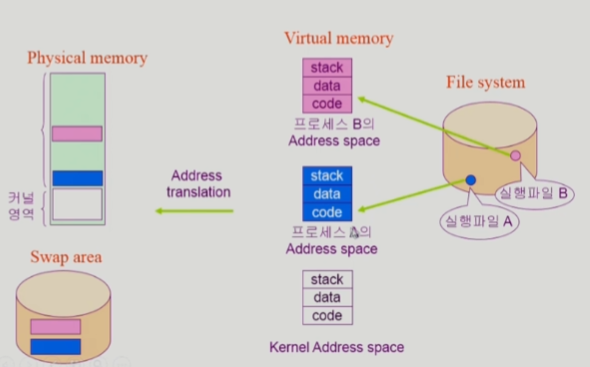 Virtual memory
Physical memory
File system
stack
data
code
프로세스 B의
Address space
Address
translation
stack
data
code
프로세스 A의
Address space
커널
영역
실행파일 B
실행파일 A
Swap area
stack
data
code
Kernel Address space